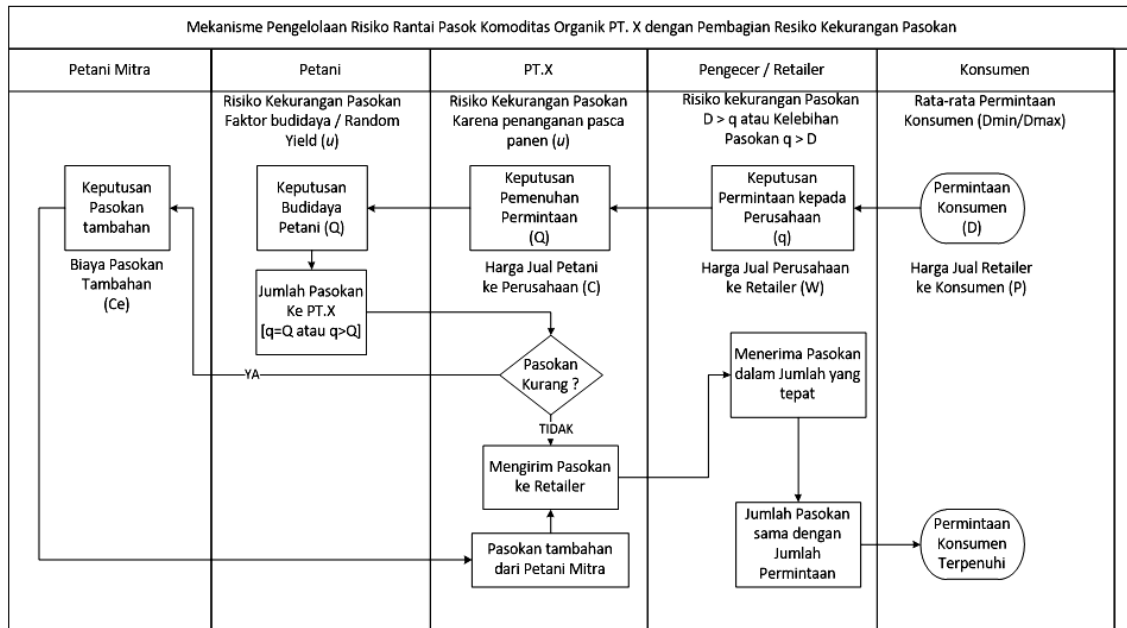 Mekanisme Pengelolaan Risiko Rantai Pasok Komoditas Organik PT. X dengan Pembagian Resiko Kekurangan Pasokan
Petani Mitra
Petani
PT.X
Pengecer / Retailer
Konsumen
Risiko Kekurangan Pasokan
Faktor budidaya / Random
Yield (u)
Risiko Kekurangan Pasokan
Karena penanganan pasca
panen (u)
Risiko kekurangan Pasokan
D > q atau Kelebihan
Pasokan q > D
Rata-rata Permintaan
Konsumen (Dmin/Dmax)
Keputusan
Pasokan
tambahan
Keputusan
Budidaya
Petani (Q)
Keputusan
Pemenuhan
Permintaan
(Q)
Keputusan
Permintaan kepada
Perusahaan
(q)
Permintaan
Konsumen
(D)
Biaya Pasokan
Tambahan
(Ce)
Jumlah Pasokan
Ke PT.X
[q=Q atau q>Q]
Harga Jual Petani
ke Perusahaan (C)
Harga Jual Perusahaan
ke Retailer (W)
Harga Jual Retailer
ke Konsumen (P)
Pasokan
Kurang ?
YA
TIDAK
Menerima Pasokan
dalam Jumlah yang
tepat
Mengirim Pasokan
ke Retailer
Pasokan tambahan
dari Petani Mitra
Jumlah Pasokan
sama dengan
Jumlah
Permintaan
Permintaan
Konsumen
Terpenuhi